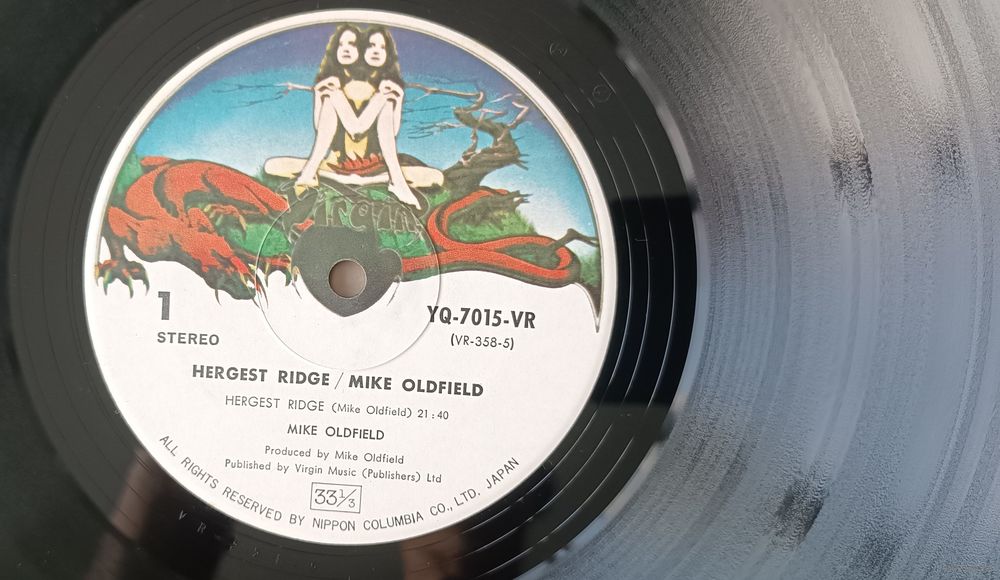 Virgin
1
STEREO
YQ-7015-VR
(VR-358-5)
HERGEST RIDGE / MIKE OLDFIELD
HERGEST RIDGE (Mike Oldfield) 21:40
MIKE OLDFIELD
Produced by Mike Oldfield
Published by Virgin Music (Publishers) Ltd
33 1/3
ALL RIGHTS RESERVED BY NIPPON COLUMBIA CO., LTD. JAPAN